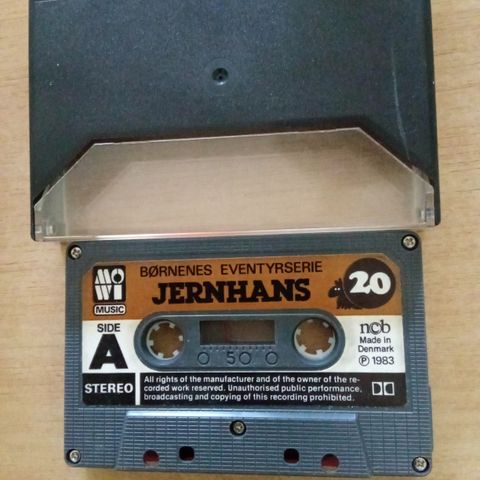 MOWI
MUSIC
BØRNENES EVENTYRSERIE
JERNHANS
20
SIDE
A
STEREO
50
ncb
Made in
Denmark
Ⓟ 1983
All rights of the manufacturer and of the owner of the re-
corded work reserved. Unauthorised public performance,
broadcasting and copying of this recording prohibited.